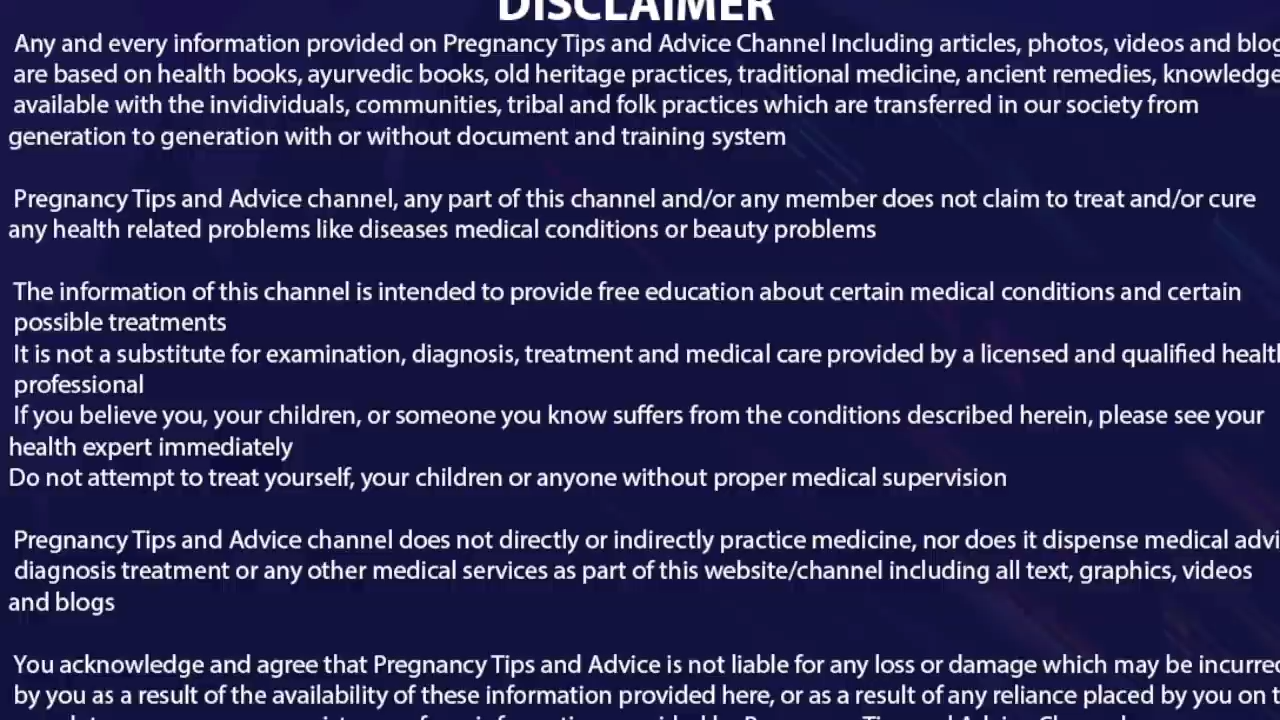 DISCLAIMER
Any and every information provided on Pregnancy Tips and Advice Channel Including articles, photos, videos and blog
are based on health books, ayurvedic books, old heritage practices, traditional medicine, ancient remedies, knowledge
available with the invidividuals, communities, tribal and folk practices which are transferred in our society from
generation to generation with or without document and training system
Pregnancy Tips and Advice channel, any part of this channel and/or any member does not claim to treat and/or cure
any health related problems like diseases medical conditions or beauty problems
The information of this channel is intended to provide free education about certain medical conditions and certain
possible treatments
It is not a substitute for examination, diagnosis, treatment and medical care provided by a licensed and qualified health
professional
If you believe you, your children, or someone you know suffers from the conditions described herein, please see your
health expert immediately
Do not attempt to treat yourself, your children or anyone without proper medical supervision
Pregnancy Tips and Advice channel does not directly or indirectly practice medicine, nor does it dispense medical advi
diagnosis treatment or any other medical services as part of this website/channel including all text, graphics, videos
and blogs
You acknowledge and agree that Pregnancy Tips and Advice is not liable for any loss or damage which may be incurred
by you as a result of the availability of these information provided here, or as a result of any reliance placed by you on t